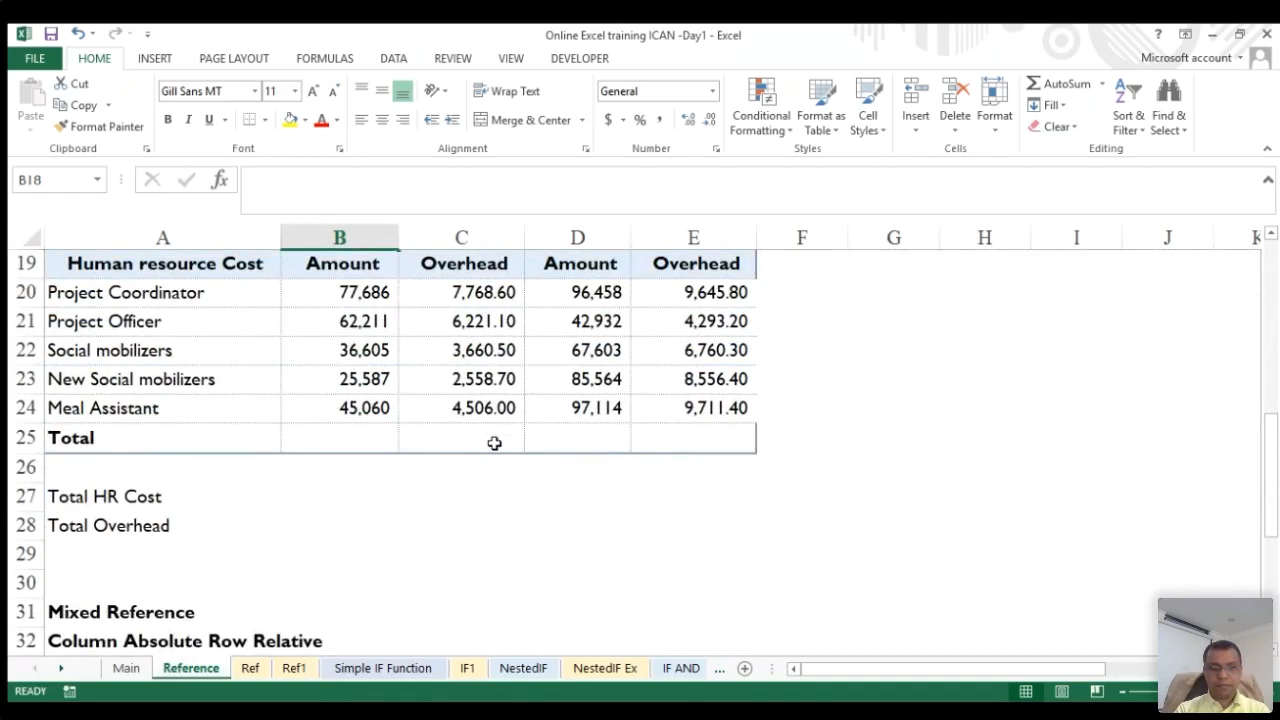 Online Excel training ICAN -Day1 - Excel
?
FILE HOME INSERT PAGE LAYOUT FORMULAS DATA REVIEW VIEW DEVELOPER Microsoft account
Paste
Cut
Copy
Format Painter
Clipboard
Gill Sans MT 11
B I U
Font
Wrap Text
Merge & Center
Alignment
General
$ % ,
Number
Conditional Formatting
Format as Table
Cell Styles
Styles
Insert Delete Format
Cells
AutoSum
Fill
Clear
Sort & Filter
Find & Select
Editing
B18 fx
A B C D E F G H I J K
19 Human resource Cost Amount Overhead Amount Overhead
20 Project Coordinator 77,686 7,768.60 96,458 9,645.80
21 Project Officer 62,211 6,221.10 42,932 4,293.20
22 Social mobilizers 36,605 3,660.50 67,603 6,760.30
23 New Social mobilizers 25,587 2,558.70 85,564 8,556.40
24 Meal Assistant 45,060 4,506.00 97,114 9,711.40
25 Total
26
27 Total HR Cost
28 Total Overhead
29
30
31 Mixed Reference
32 Column Absolute Row Relative
Main Reference Ref Ref1 Simple IF Function IF1 NestedIF NestedIF Ex IF AND ...
READY